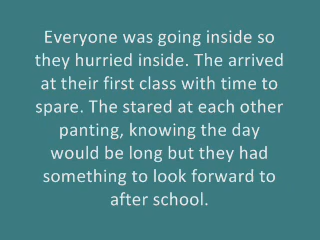 Everyone was going inside so
they hurried inside. The arrived
at their first class with time to
spare. The stared at each other
panting, knowing the day
would be long but they had
something to look forward to
after school.